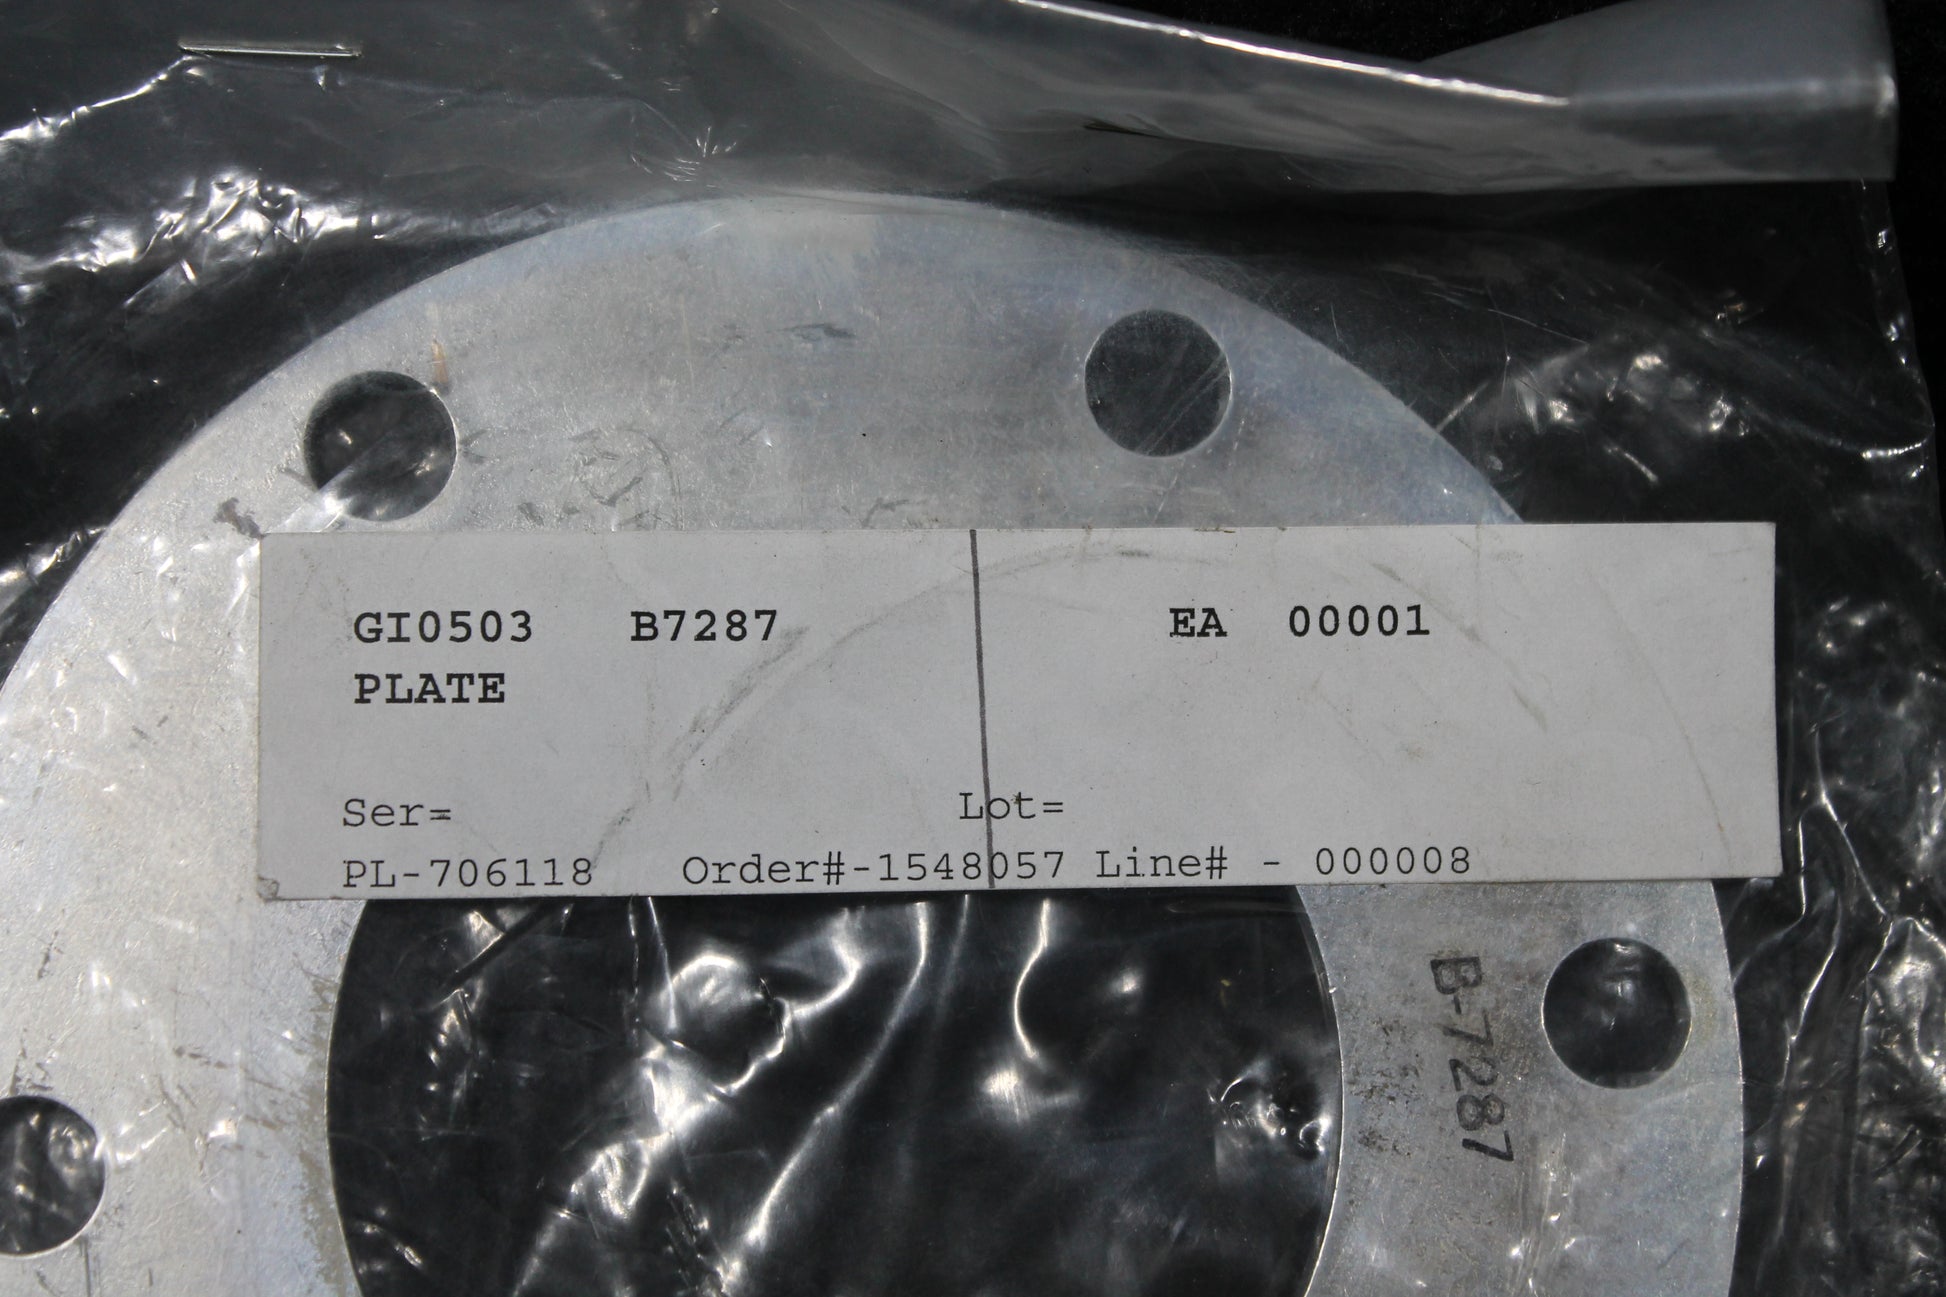 GI0503 B7287 EA 00001
PLATE
Ser= Lot=
PL-706118 Order#-1548057 Line# - 000008
B-7287